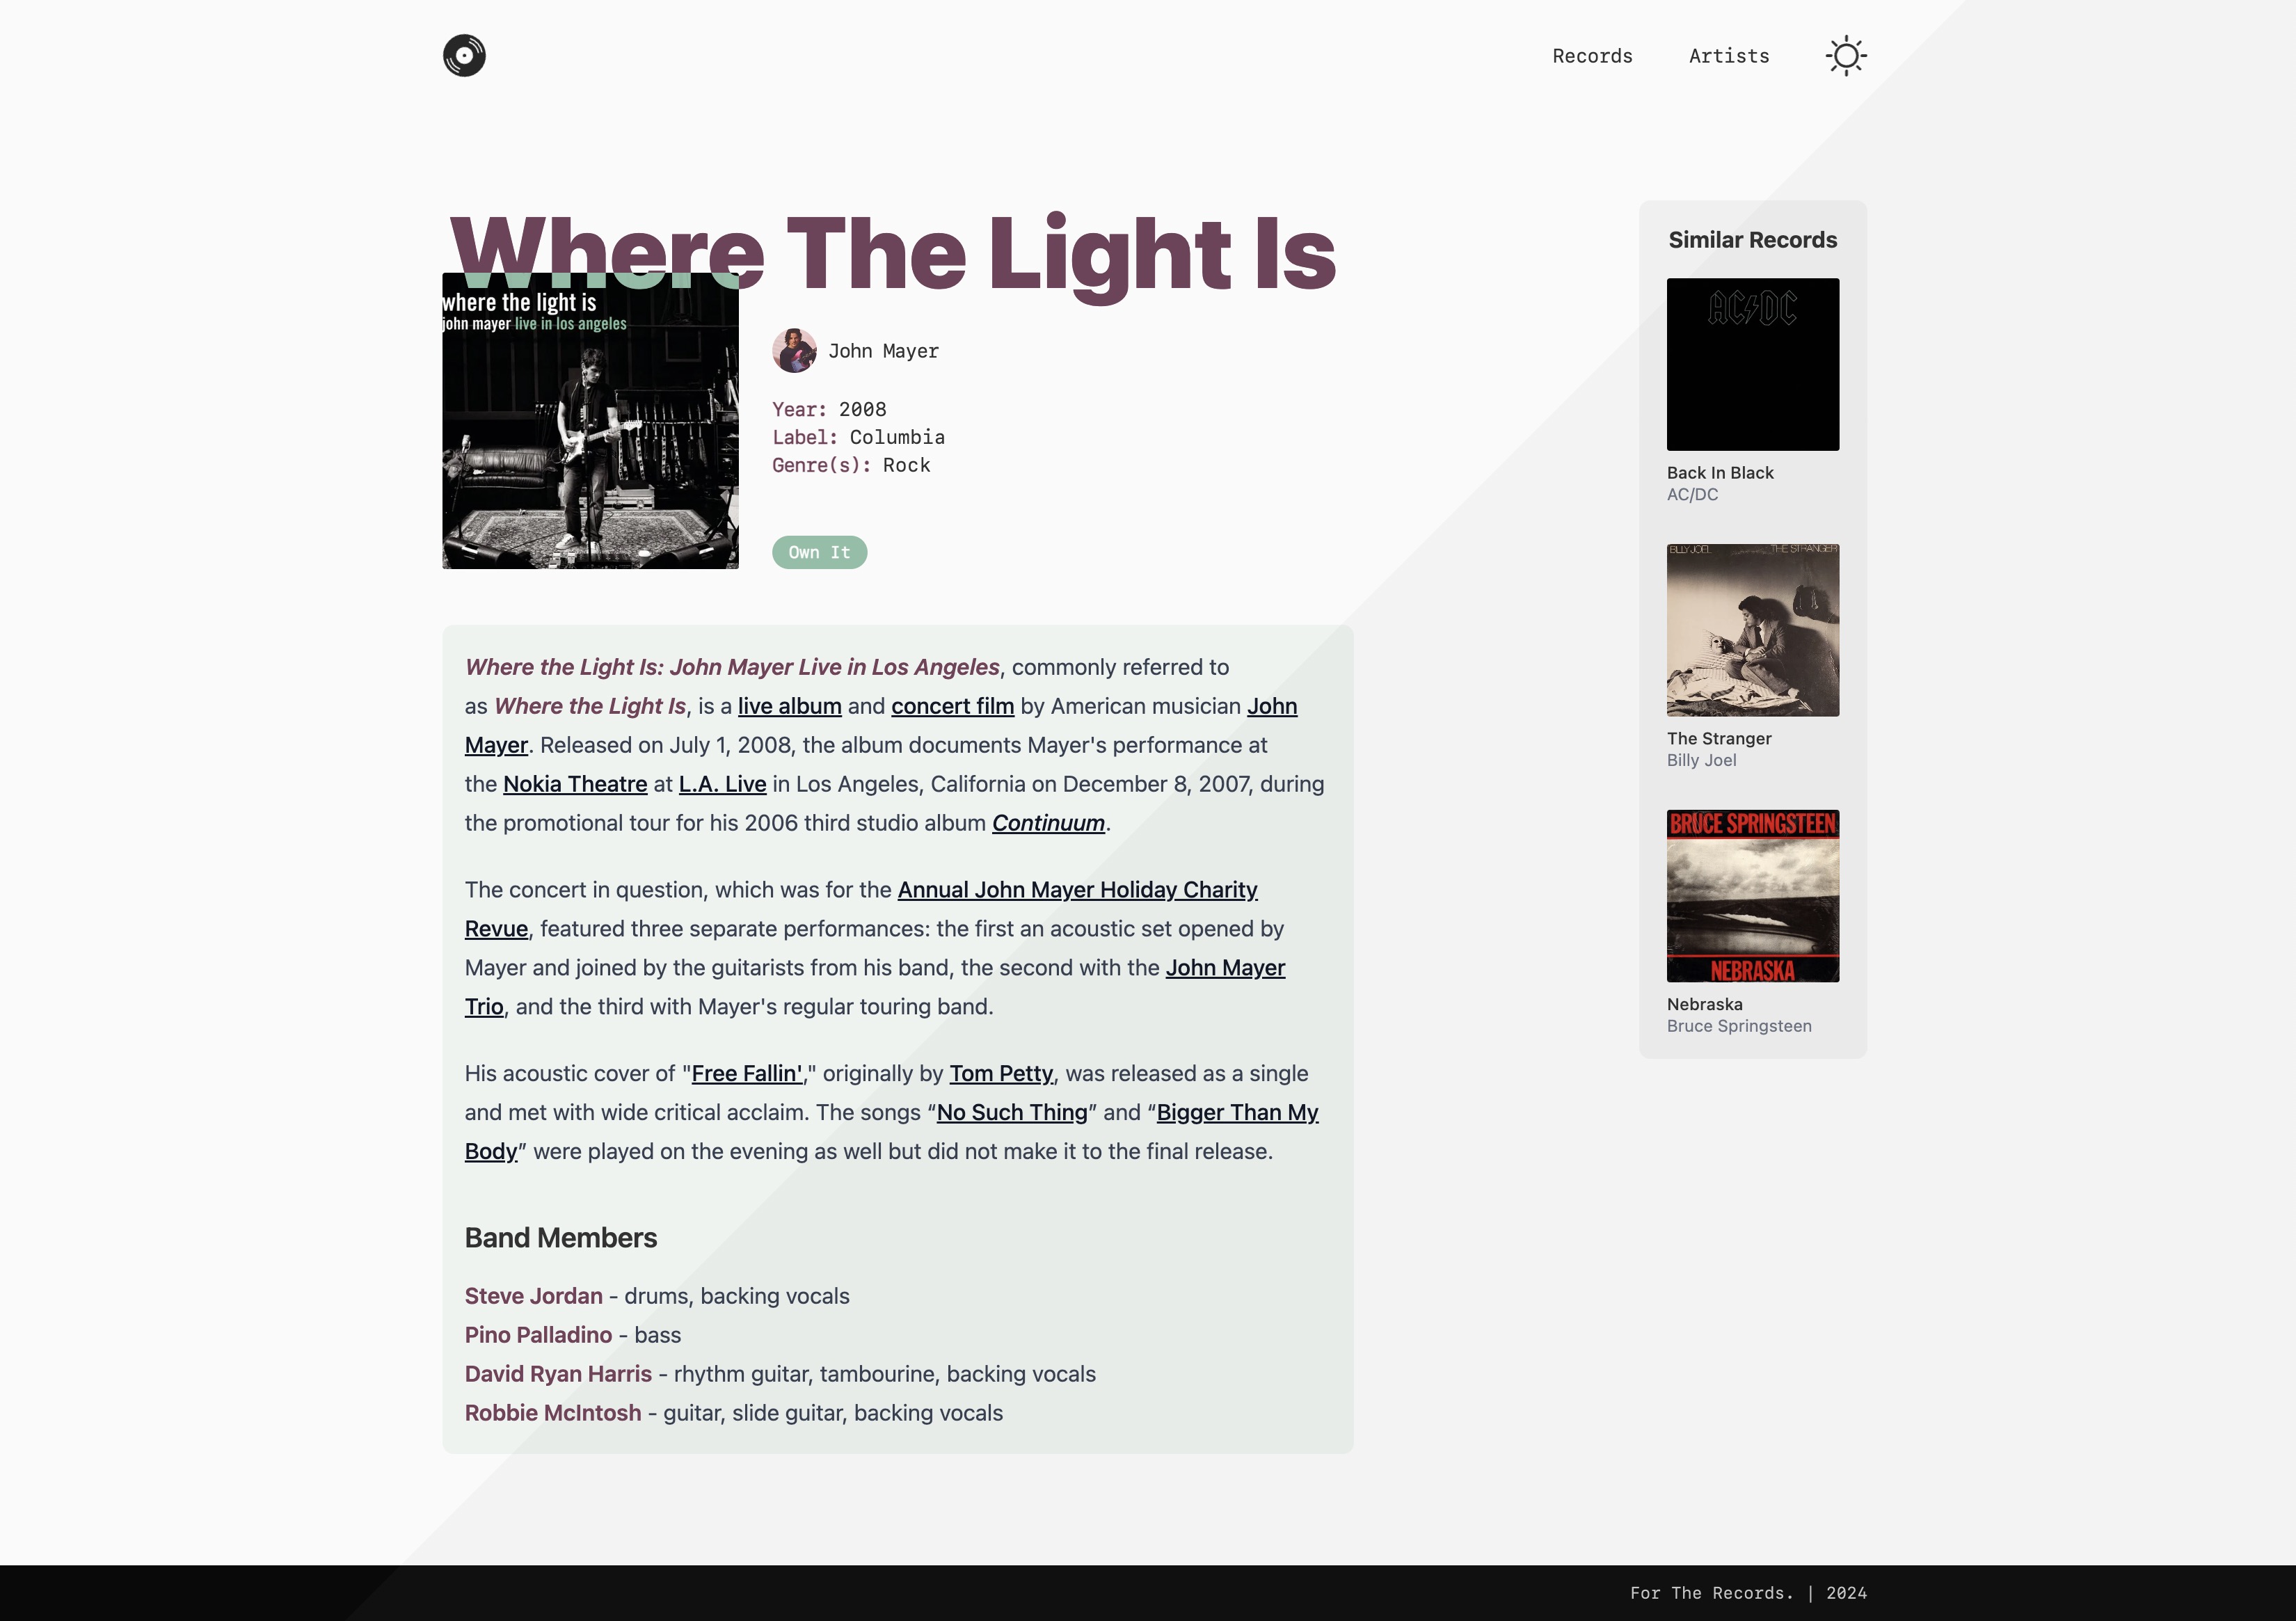 Records
Artists
Where The Light Is
where the light is
john mayer live in los angeles
John Mayer
Year: 2008
Label: Columbia
Genre(s): Rock
Own It
Where the Light Is: John Mayer Live in Los Angeles, commonly referred to
as Where the Light Is, is a live album and concert film by American musician John
Mayer. Released on July 1, 2008, the album documents Mayer's performance at
the Nokia Theatre at L.A. Live in Los Angeles, California on December 8, 2007, during
the promotional tour for his 2006 third studio album Continuum.
The concert in question, which was for the Annual John Mayer Holiday Charity
Revue, featured three separate performances: the first an acoustic set opened by
Mayer and joined by the guitarists from his band, the second with the John Mayer
Trio, and the third with Mayer's regular touring band.
His acoustic cover of "Free Fallin'," originally by Tom Petty, was released as a single
and met with wide critical acclaim. The songs “No Such Thing” and “Bigger Than My
Body” were played on the evening as well but did not make it to the final release.
Band Members
Steve Jordan - drums, backing vocals
Pino Palladino - bass
David Ryan Harris - rhythm guitar, tambourine, backing vocals
Robbie McIntosh - guitar, slide guitar, backing vocals
Similar Records
AC/DC
Back In Black
AC/DC
BILLY JOEL THE STRANGER
The Stranger
Billy Joel
BRUCE SPRINGSTEEN
NEBRASKA
Nebraska
Bruce Springsteen
For The Records. | 2024